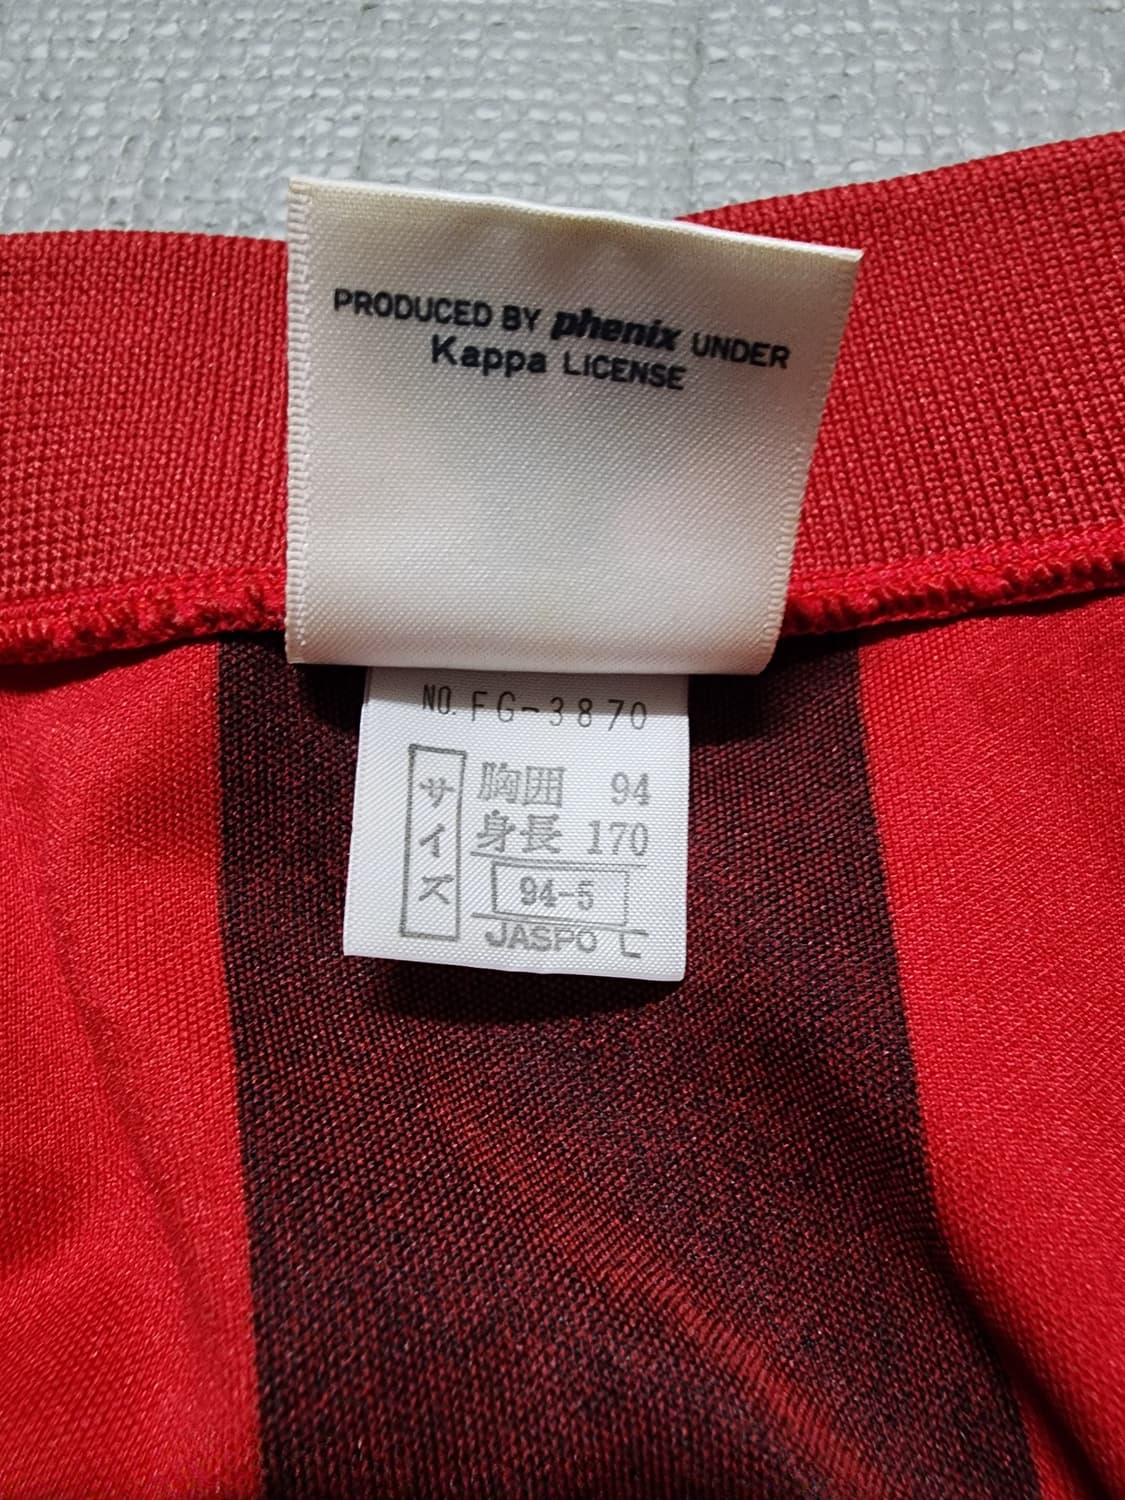 PRODUCED BY phenix UNDER
Kappa LICENSE
NO. FG-3870
サイズ
胸囲 94
身長 170
94-5
JASPO L